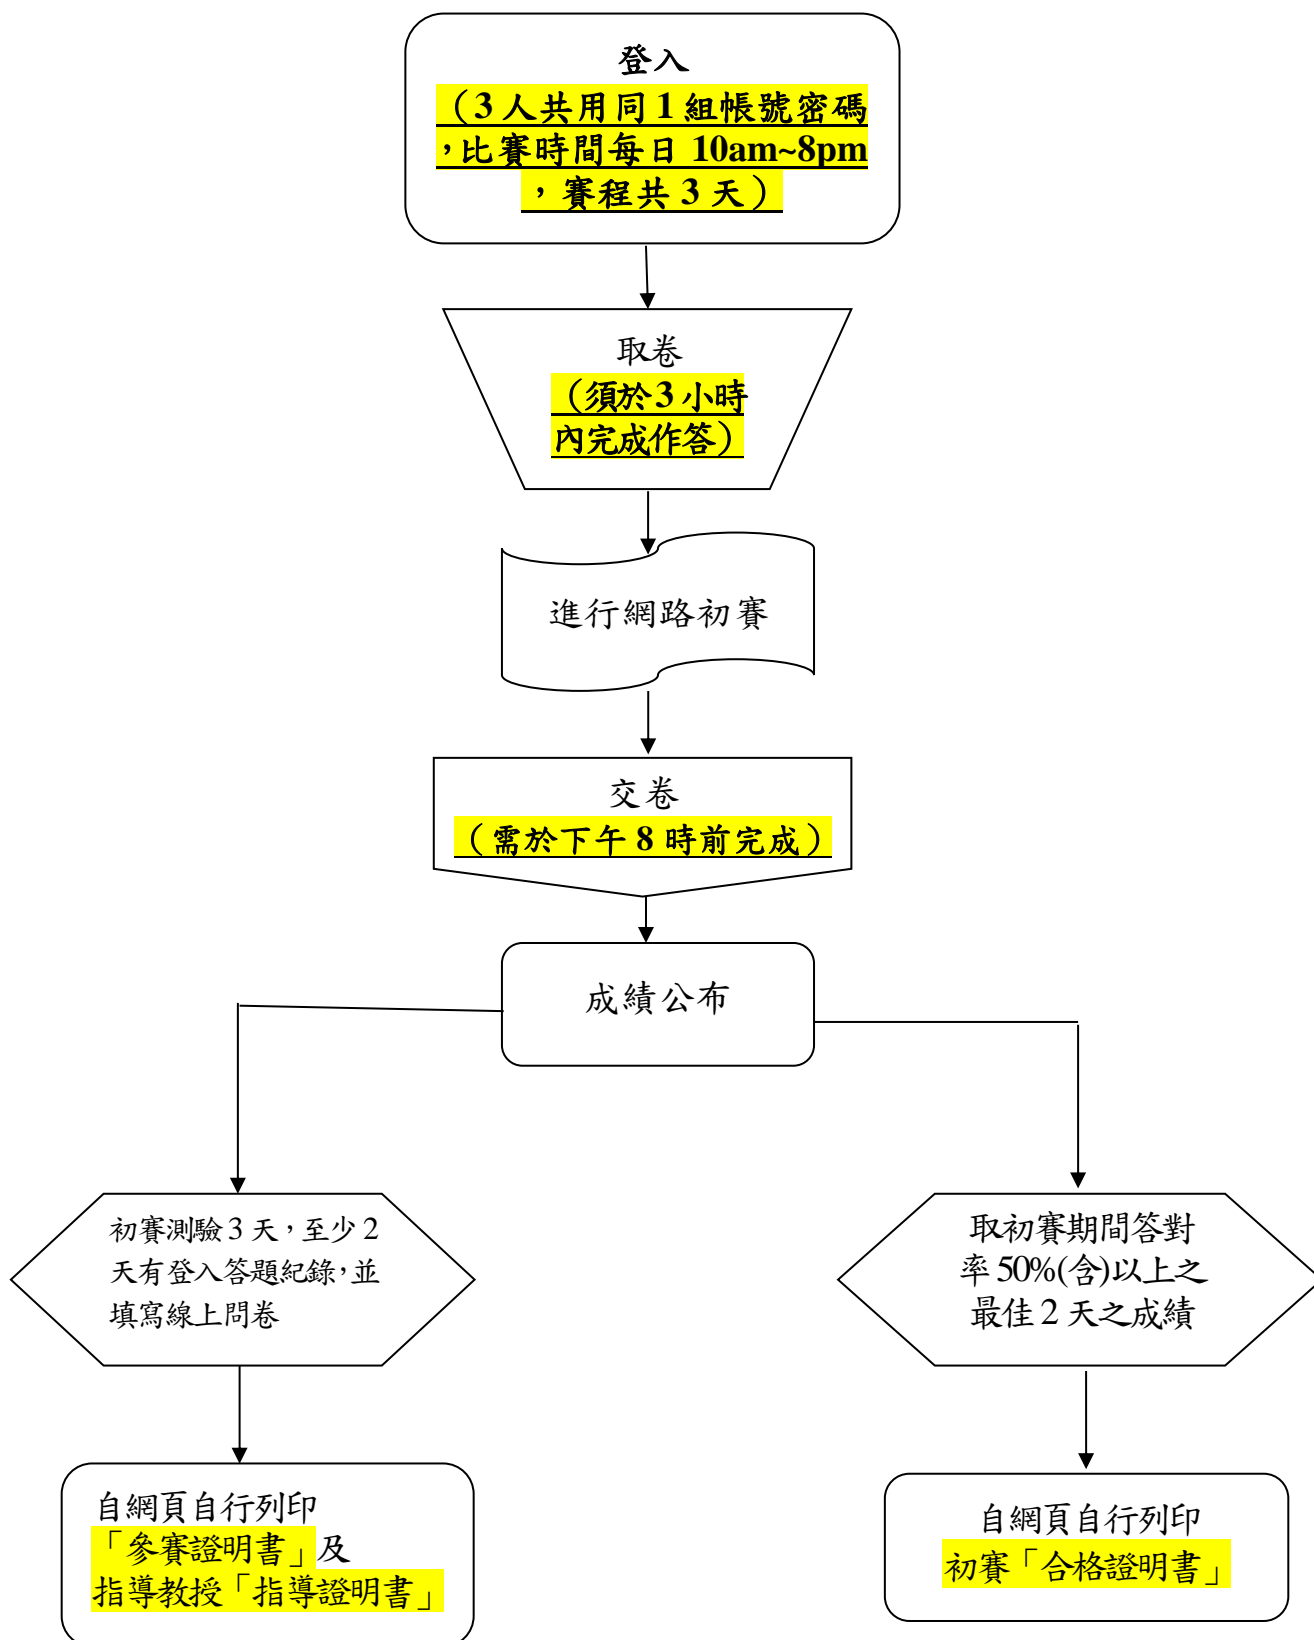 登入
（3 人共用同 1 組帳號密碼
，比賽時間每日 10am~8pm
，賽程共 3 天）
取卷
（須於 3 小時
內完成作答）
進行網路初賽
交卷
（需於下午 8 時前完成）
成績公布
初賽測驗 3 天，至少 2
天有登入答題紀錄，並
填寫線上問卷
取初賽期間答對
率 50%(含)以上之
最佳 2 天之成績
自網頁自行列印
「參賽證明書」及
指導教授「指導證明書」
自網頁自行列印
初賽「合格證明書」